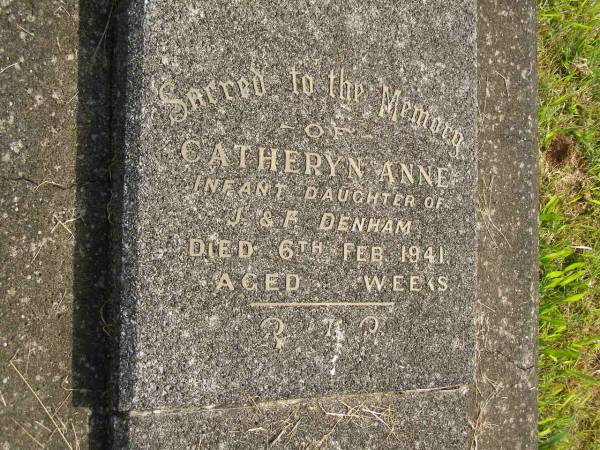 Sacred to the Memory
- OF -
CATHERYN ANNE
INFANT DAUGHTER OF
J. & F. DENHAM
DIED 6TH FEB. 1941
AGED WEEKS
R.I.P.